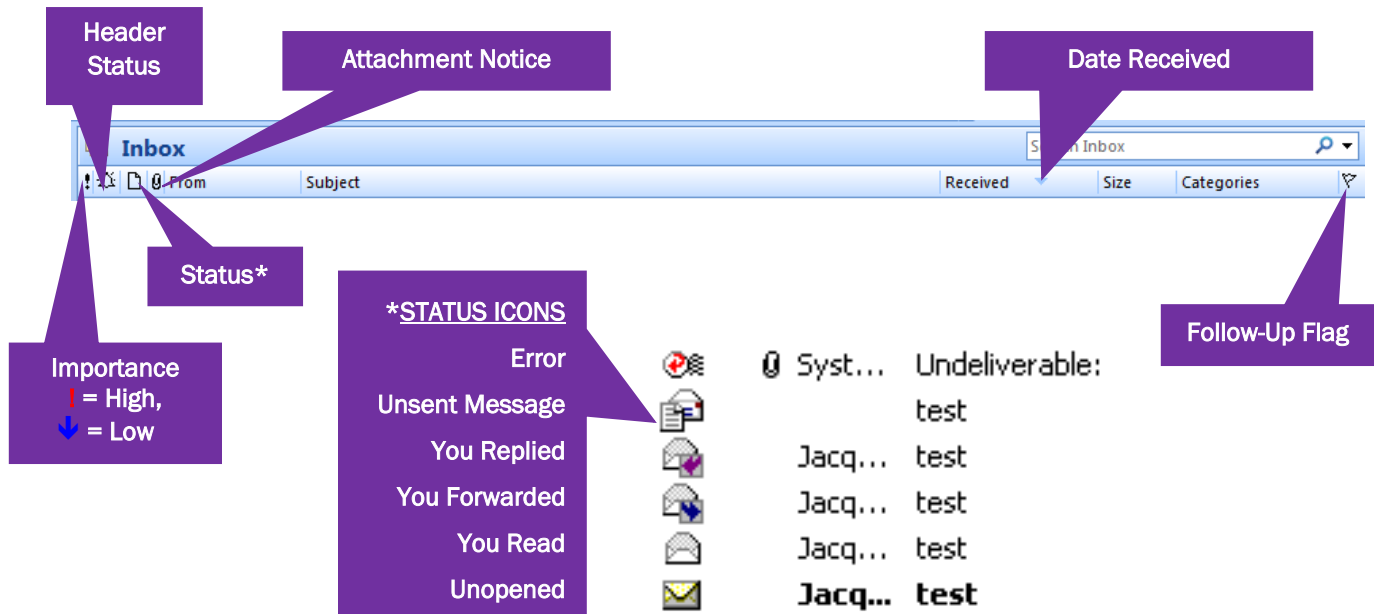 Header
Status
Attachment Notice
Date Received
Inbox
Inbox
! From Subject Received Size Categories
Status*
Importance
! = High,
= Low
Follow-Up Flag
*STATUS ICONS
Error
Syst... Undeliverable:
Unsent Message
test
You Replied
Jacq... test
You Forwarded
Jacq... test
You Read
Jacq... test
Unopened
Jacq... test